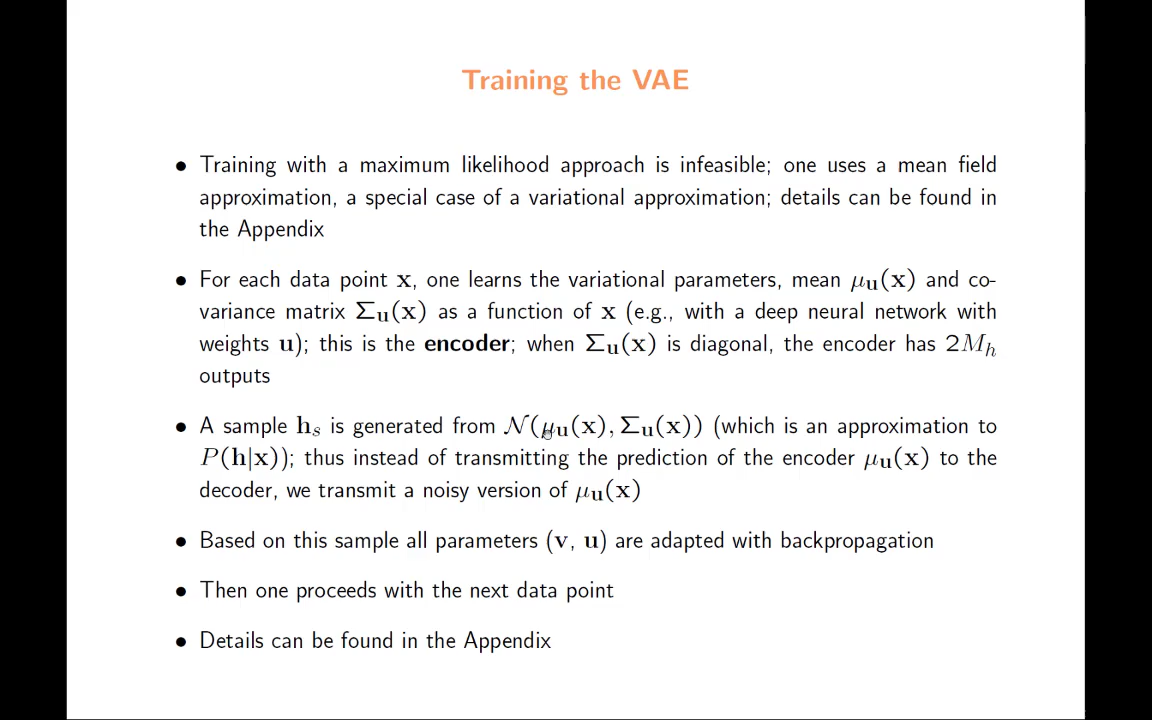 Training the VAE
• Training with a maximum likelihood approach is infeasible; one uses a mean field
approximation, a special case of a variational approximation; details can be found in
the Appendix
• For each data point x, one learns the variational parameters, mean μᵤ(x) and co-
variance matrix Σᵤ(x) as a function of x (e.g., with a deep neural network with
weights u); this is the encoder; when Σᵤ(x) is diagonal, the encoder has 2Mₕ
outputs
• A sample hₛ is generated from 𝒩(μᵤ(x), Σᵤ(x)) (which is an approximation to
P(h|x)); thus instead of transmitting the prediction of the encoder μᵤ(x) to the
decoder, we transmit a noisy version of μᵤ(x)
• Based on this sample all parameters (v, u) are adapted with backpropagation
• Then one proceeds with the next data point
• Details can be found in the Appendix